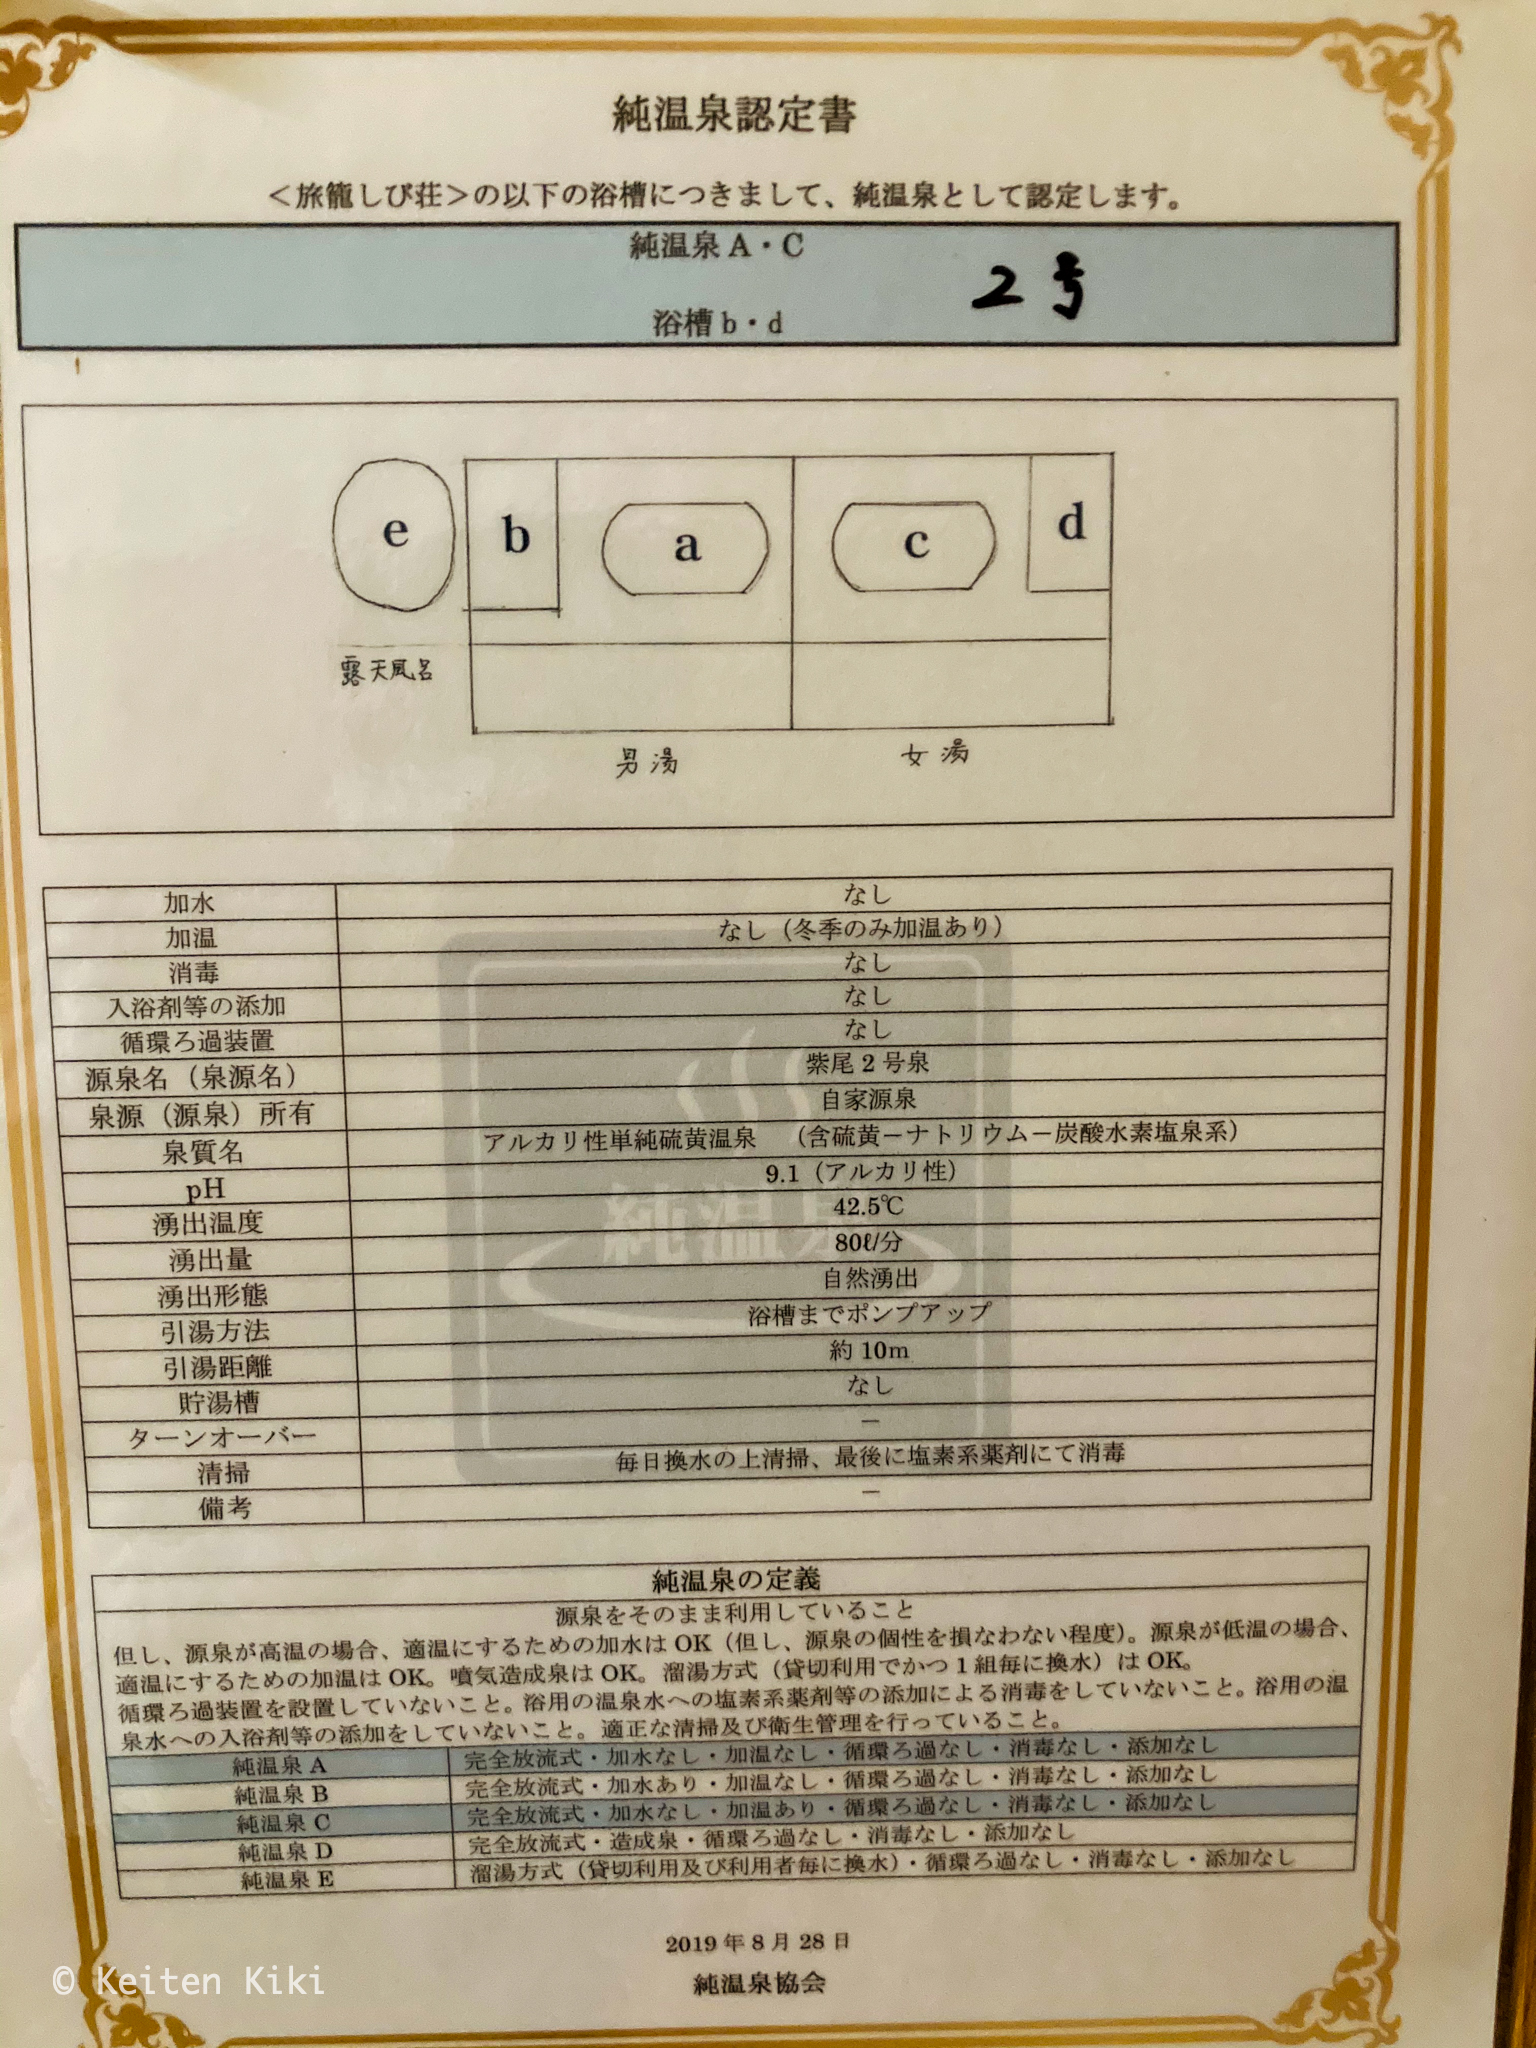 純温泉認定書
＜旅籠しび荘＞の以下の浴槽につきまして、純温泉として認定します。
純温泉 A・C
2号
浴槽 b・d
e
b
a
c
d
露天風呂
男湯
女湯
加水 なし
加温 なし（冬季のみ加温あり）
消毒 なし
入浴剤等の添加 なし
循環ろ過装置 なし
源泉名（泉源名） 紫尾 2 号泉
泉源（源泉）所有 自家源泉
泉質名 アルカリ性単純硫黄温泉　（含硫黄－ナトリウム－炭酸水素塩泉系）
pH 9.1（アルカリ性）
湧出温度 42.5℃
湧出量 80ℓ/分
湧出形態 自然湧出
引湯方法 浴槽までポンプアップ
引湯距離 約 10m
貯湯槽 なし
ターンオーバー －
清掃 毎日換水の上清掃、最後に塩素系薬剤にて消毒
備考 －
純温泉
純温泉の定義
源泉をそのまま利用していること
但し、源泉が高温の場合、適温にするための加水は OK（但し、源泉の個性を損なわない程度）。源泉が低温の場合、
適温にするための加温は OK。噴気造成泉は OK。溜湯方式（貸切利用でかつ 1 組毎に換水）は OK。
循環ろ過装置を設置していないこと。浴用の温泉水への塩素系薬剤等の添加による消毒をしていないこと。浴用の温
泉水への入浴剤等の添加をしていないこと。適正な清掃及び衛生管理を行っていること。
純温泉 A 完全放流式・加水なし・加温なし・循環ろ過なし・消毒なし・添加なし
純温泉 B 完全放流式・加水あり・加温なし・循環ろ過なし・消毒なし・添加なし
純温泉 C 完全放流式・加水なし・加温あり・循環ろ過なし・消毒なし・添加なし
純温泉 D 完全放流式・造成泉・循環ろ過なし・消毒なし・添加なし
純温泉 E 溜湯方式（貸切利用及び利用者毎に換水）・循環ろ過なし・消毒なし・添加なし
2019 年 8 月 28 日
純温泉協会
© Keiten Kiki